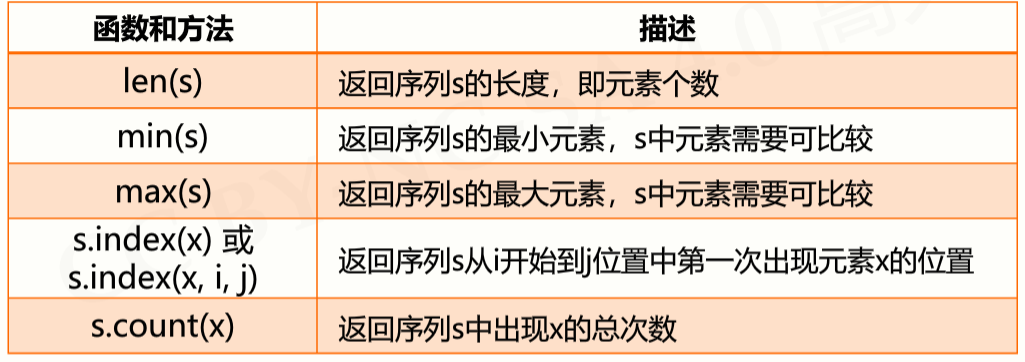 函数和方法 描述
len(s) 返回序列s的长度，即元素个数
min(s) 返回序列s的最小元素，s中元素需要可比较
max(s) 返回序列s的最大元素，s中元素需要可比较
s.index(x) 或
s.index(x, i, j)
返回序列s从i开始到j位置中第一次出现元素x的位置
s.count(x) 返回序列s中出现x的总次数